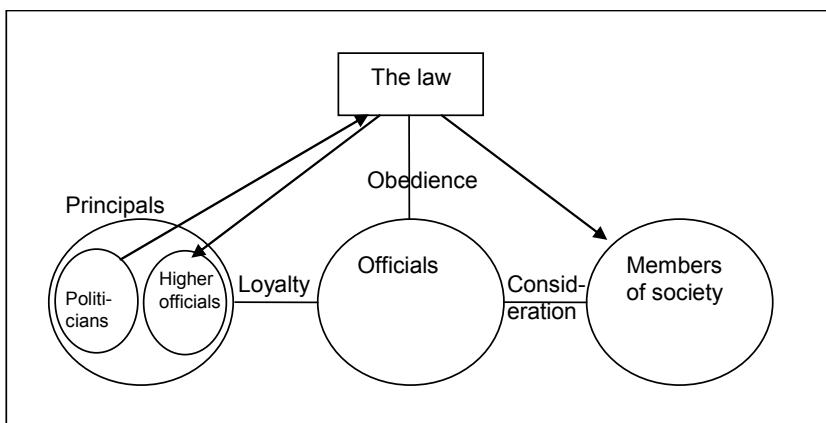 The law
Obedience
Principals
Politi-
cians
Higher
officials
Loyalty
Officials
Consid-
eration
Members
of society